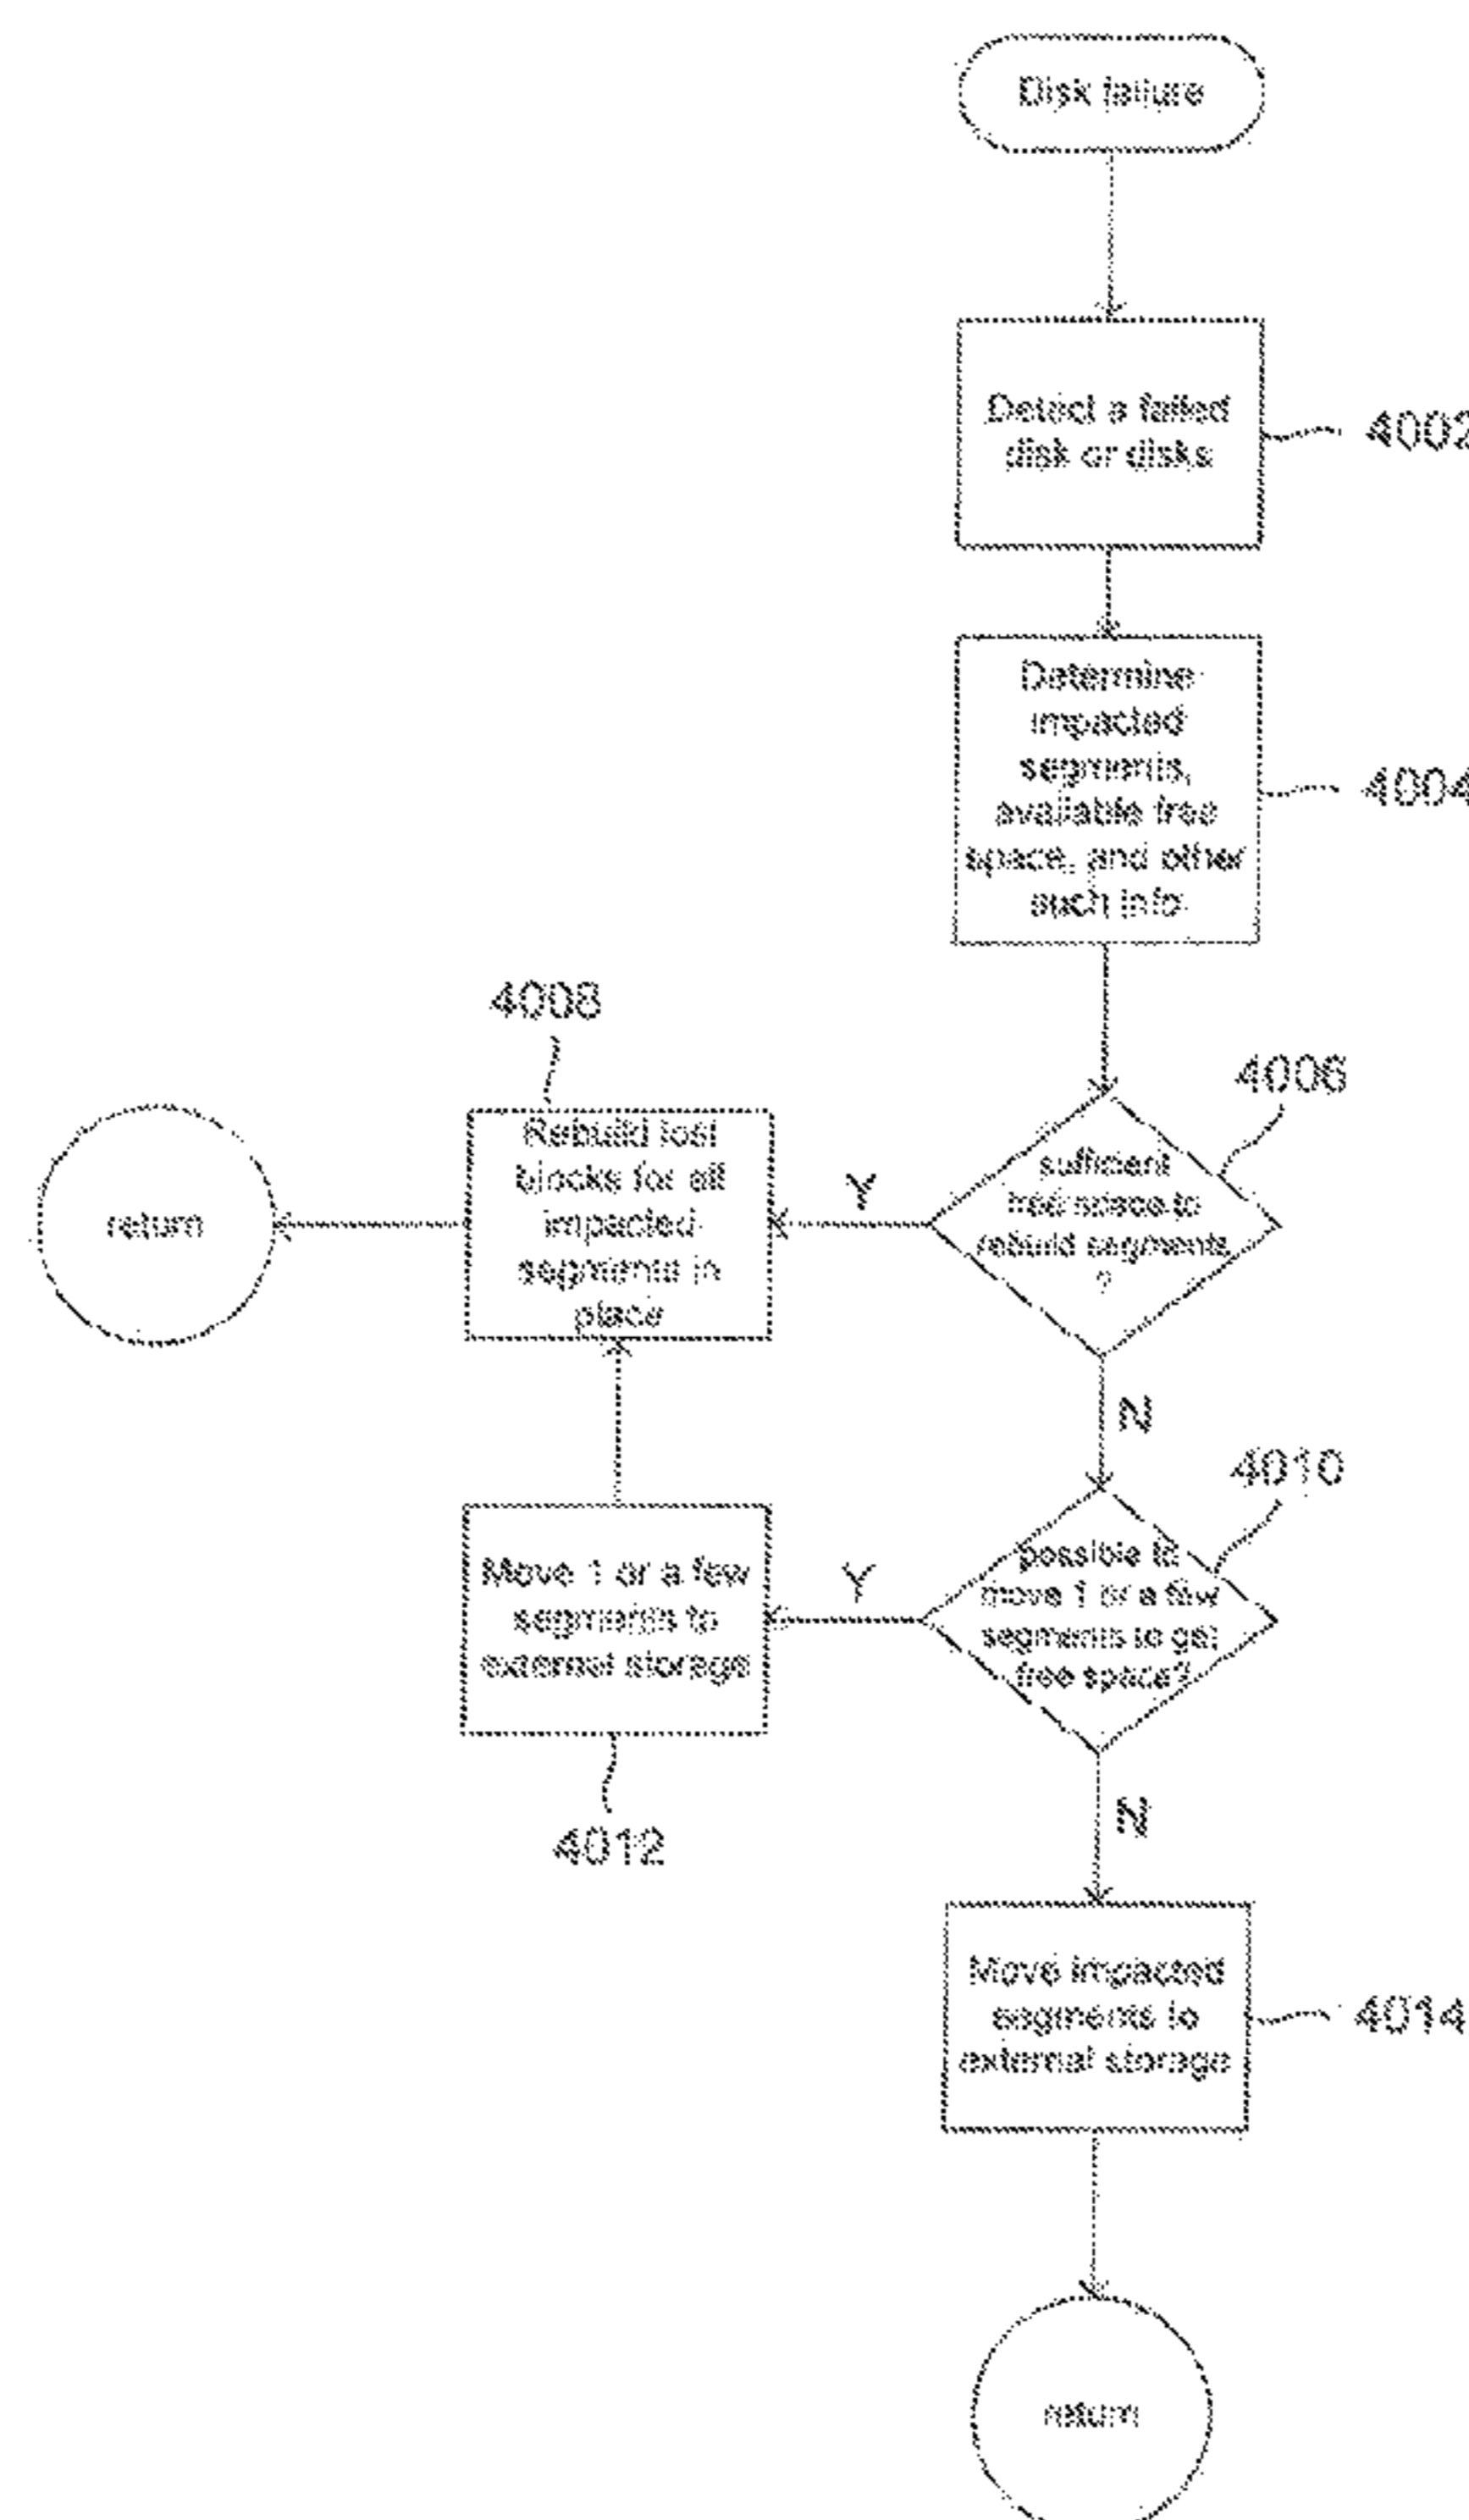 Disk failure
Detect a failed
disk or disks
4002
Determine
impacted
segments,
available free
space, and other
such info
4004
4008
4006
Rebuild lost
blocks for all
impacted
segments in
place
return
Y
sufficient
free space to
rebuild segments
?
N
4010
possible to
move 1 or a few
segments to get
free space?
Y
Move 1 or a few
segments to
external storage
4012
N
Move impacted
segments to
external storage
4014
return